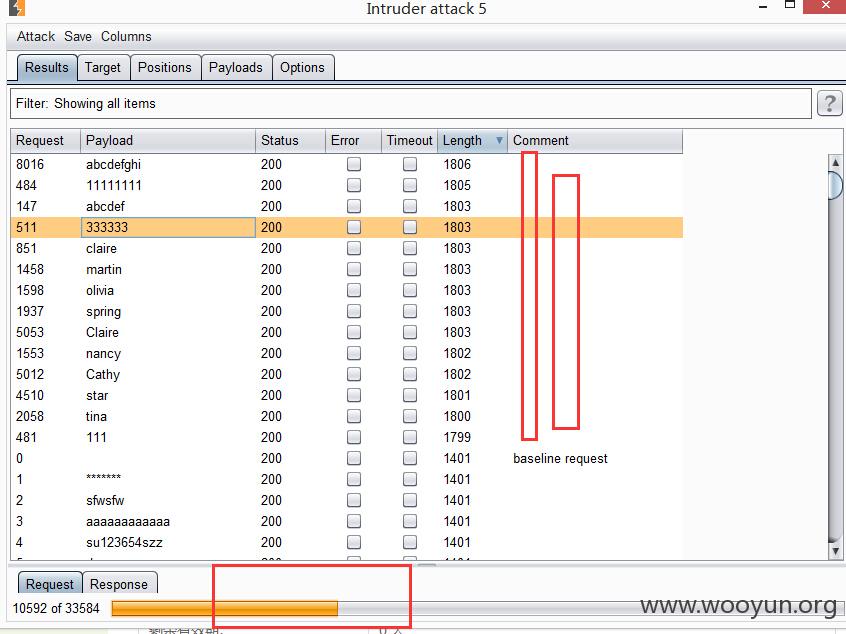 Intruder attack 5
Attack Save Columns
Results Target Positions Payloads Options
Filter: Showing all items ?
Request Payload Status Error Timeout Length Comment
8016 abcdefghi 200 1806
484 11111111 200 1805
147 abcdef 200 1803
511 333333 200 1803
851 claire 200 1803
1458 martin 200 1803
1598 olivia 200 1803
1937 spring 200 1803
5053 Claire 200 1803
1553 nancy 200 1802
5012 Cathy 200 1802
4510 star 200 1801
2058 tina 200 1800
481 111 200 1799
0 200 1401 baseline request
1 ******* 200 1401
2 sfwsfw 200 1401
3 aaaaaaaaaaaa 200 1401
4 su123654szz 200 1401
Request Response
10592 of 33584
www.wooyun.org